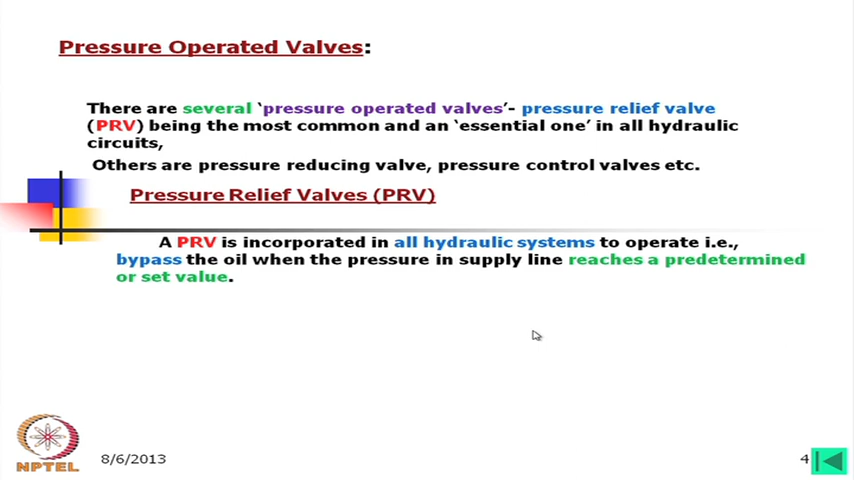 Pressure Operated Valves:
There are several ‘pressure operated valves’- pressure relief valve
(PRV) being the most common and an ‘essential one’ in all hydraulic
circuits,
Others are pressure reducing valve, pressure control valves etc.
Pressure Relief Valves (PRV)
A PRV is incorporated in all hydraulic systems to operate i.e.,
bypass the oil when the pressure in supply line reaches a predetermined
or set value.
NPTEL
8/6/2013
4